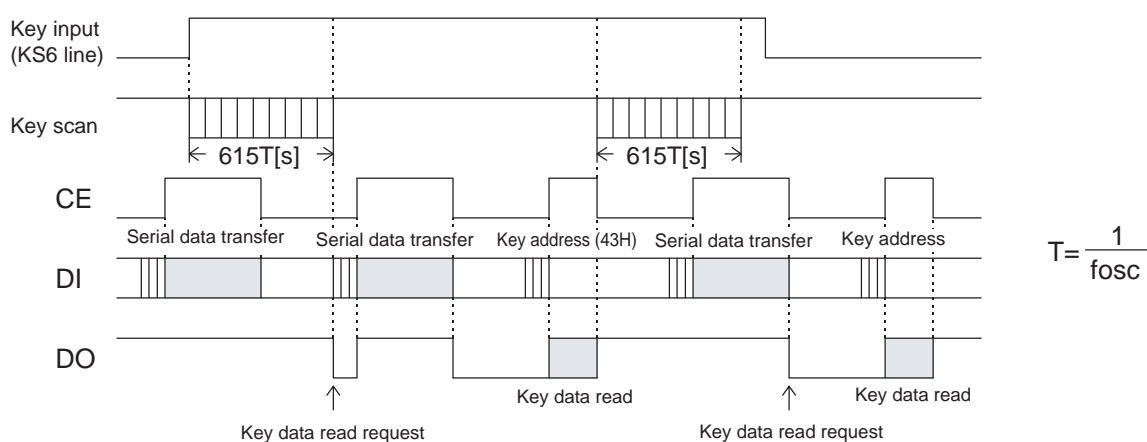 Key input
(KS6 line)
Key scan
615T[s]
615T[s]
CE
Serial data transfer
Serial data transfer
Key address (43H)
Serial data transfer
Key address
T= 1
fosc
DI
DO
Key data read
Key data read
Key data read request
Key data read request